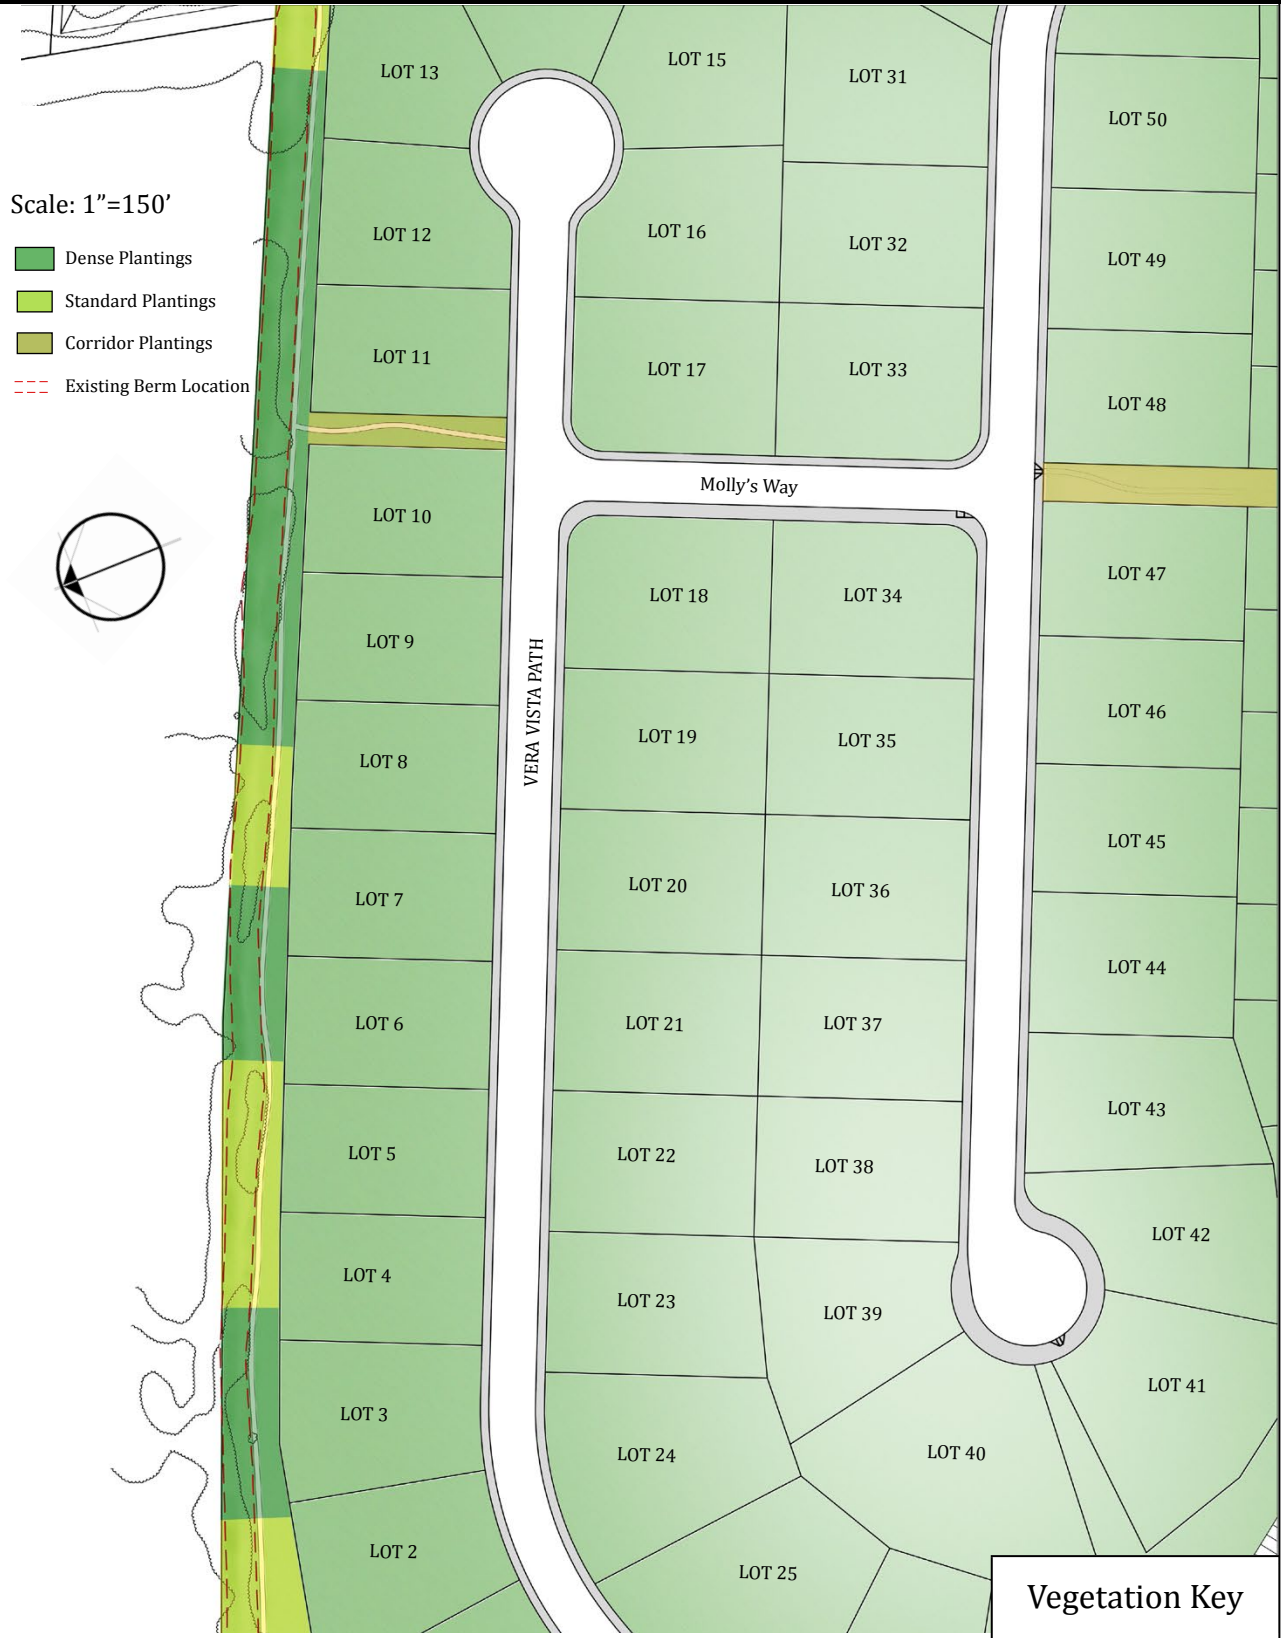 LOT 13
LOT 15
LOT 31
LOT 50
Scale: 1”=150’
Dense Plantings
Standard Plantings
Corridor Plantings
Existing Berm Location
LOT 12
LOT 16
LOT 32
LOT 49
LOT 11
LOT 17
LOT 33
LOT 48
Molly’s Way
LOT 10
LOT 47
LOT 18
LOT 34
LOT 9
VERA VISTA PATH
LOT 46
LOT 19
LOT 35
LOT 8
LOT 45
LOT 20
LOT 36
LOT 7
LOT 44
LOT 6
LOT 21
LOT 37
LOT 43
LOT 5
LOT 22
LOT 38
LOT 42
LOT 4
LOT 23
LOT 39
LOT 41
LOT 3
LOT 24
LOT 40
LOT 2
LOT 25
Vegetation Key